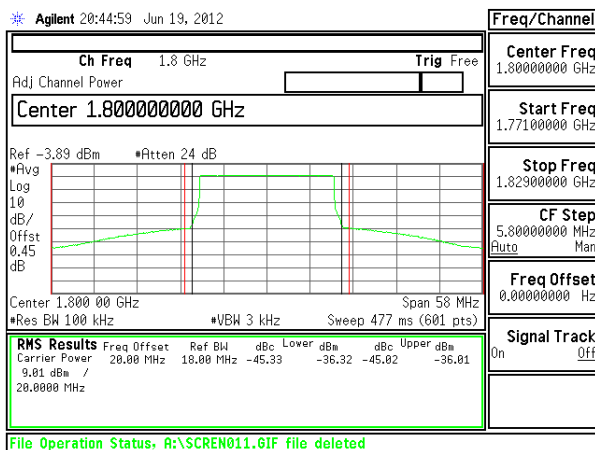 Agilent 20:44:59 Jun 19, 2012
Freq/Channel
Ch Freq 1.8 GHz Trig Free
Adj Channel Power
Center 1.800000000 GHz
Ref -3.89 dBm #Atten 24 dB
#Avg
Log
10
dB/
Offst
0.45
dB
Center 1.800 00 GHz Span 58 MHz
#Res BW 100 kHz #VBW 3 kHz Sweep 477 ms (601 pts)
RMS Results Freq Offset Ref BW dBc Lower dBm dBc Upper dBm
Carrier Power 20.00 MHz 18.00 MHz -45.33 -36.32 -45.02 -36.01
9.01 dBm /
20.0000 MHz
Center Freq
1.80000000 GHz
Start Freq
1.77100000 GHz
Stop Freq
1.82900000 GHz
CF Step
5.80000000 MHz
Auto Man
Freq Offset
0.00000000 Hz
Signal Track
On Off
File Operation Status, A:\SCREN011.GIF file deleted